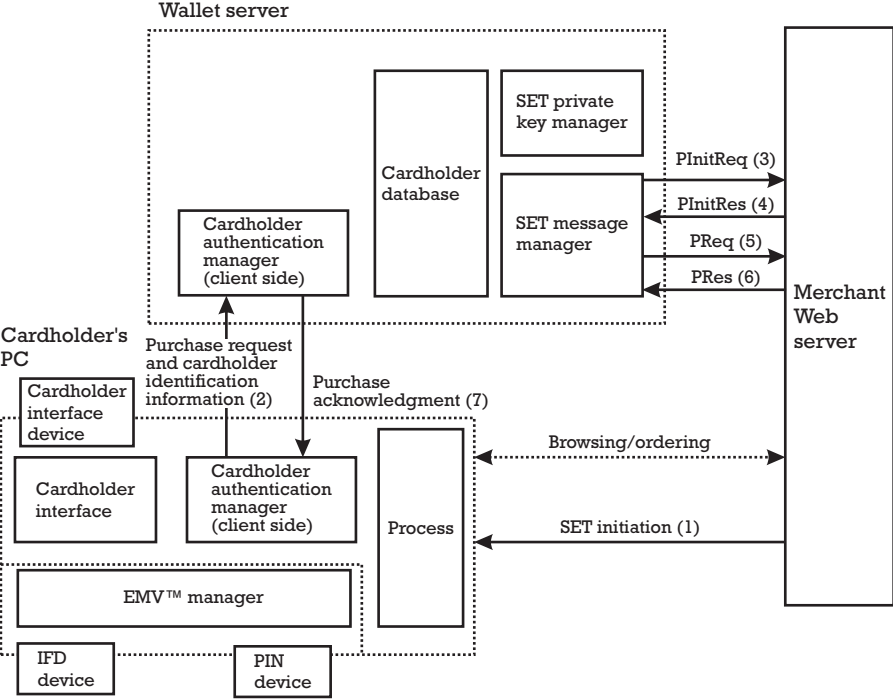 Wallet server
SET private
key manager
Cardholder
database
PInitReq (3)
PInitRes (4)
SET message
manager
PReq (5)
PRes (6)
Cardholder
authentication
manager
(client side)
Merchant
Web
server
Cardholder's
PC
Purchase request
and cardholder
identification
information (2)
Purchase
acknowledgment (7)
Cardholder
interface
device
Browsing/ordering
Cardholder
interface
Cardholder
authentication
manager
(client side)
Process
SET initiation (1)
EMV™ manager
IFD
device
PIN
device